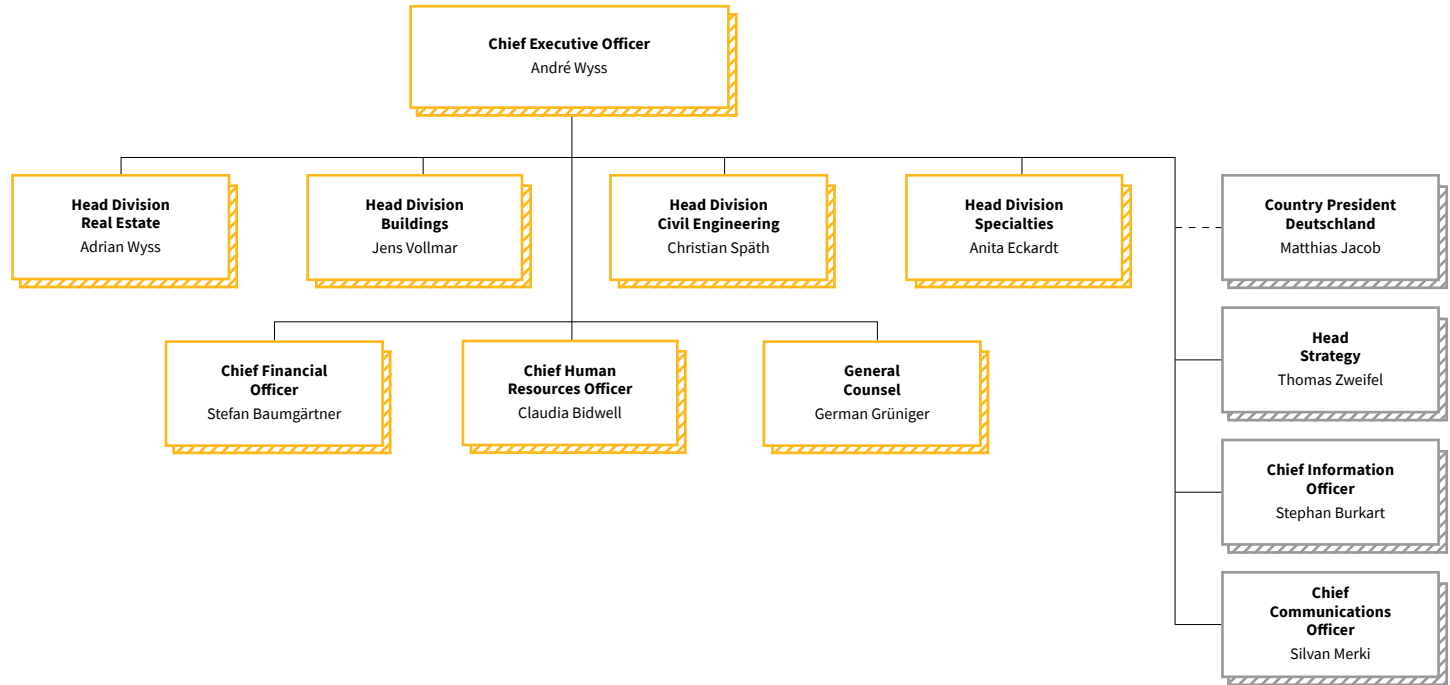 Chief Executive Officer
André Wyss
Head Division
Real Estate
Adrian Wyss
Head Division
Buildings
Jens Vollmar
Head Division
Civil Engineering
Christian Späth
Head Division
Specialties
Anita Eckardt
Country President
Deutschland
Matthias Jacob
Chief Financial
Officer
Stefan Baumgärtner
Chief Human
Resources Officer
Claudia Bidwell
General
Counsel
German Grüniger
Head
Strategy
Thomas Zweifel
Chief Information
Officer
Stephan Burkart
Chief
Communications
Officer
Silvan Merki